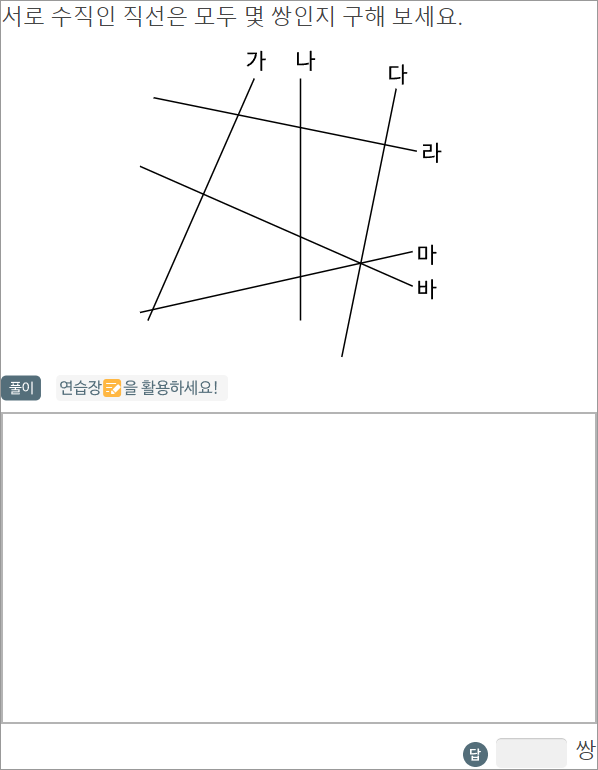 서로 수직인 직선은 모두 몇 쌍인지 구해 보세요.
가 나 다
라
마
바
풀이 연습장을 활용하세요!
답 쌍